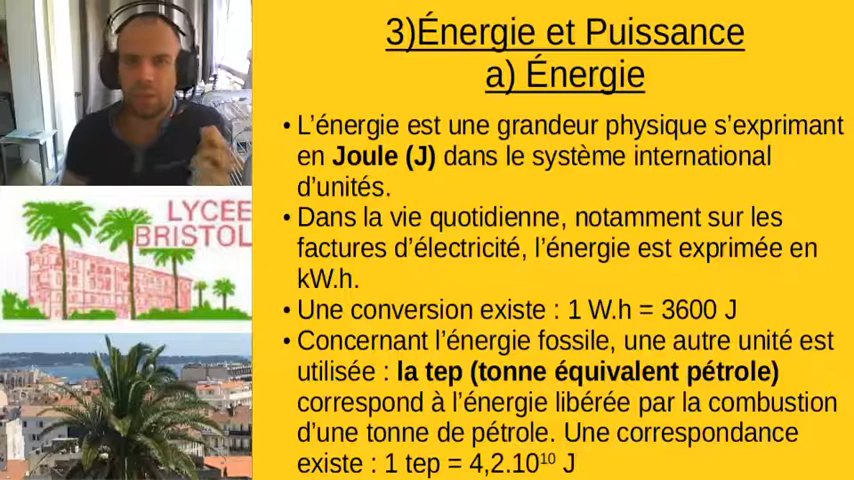 3)Énergie et Puissance
a) Énergie
LYCÉE
BRISTOL
• L’énergie est une grandeur physique s’exprimant
en Joule (J) dans le système international
d’unités.
• Dans la vie quotidienne, notamment sur les
factures d’électricité, l’énergie est exprimée en
kW.h.
• Une conversion existe : 1 W.h = 3600 J
• Concernant l’énergie fossile, une autre unité est
utilisée : la tep (tonne équivalent pétrole)
correspond à l’énergie libérée par la combustion
d’une tonne de pétrole. Une correspondance
existe : 1 tep = 4,2.10¹⁰ J